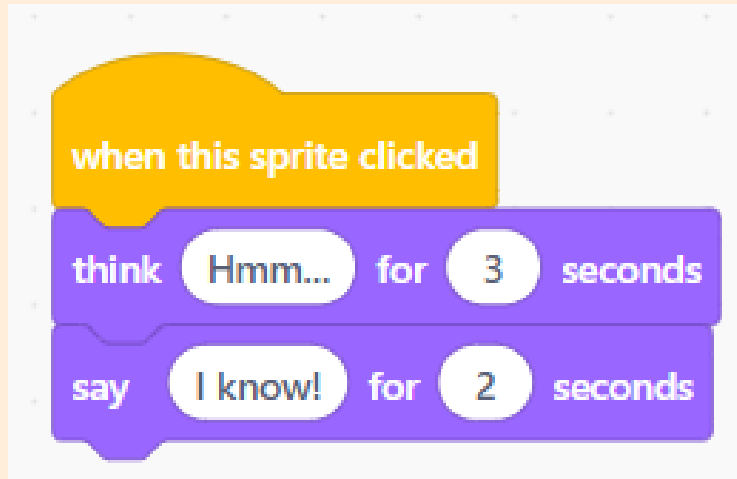 when this sprite clicked
think Hmm... for 3 seconds
say I know! for 2 seconds